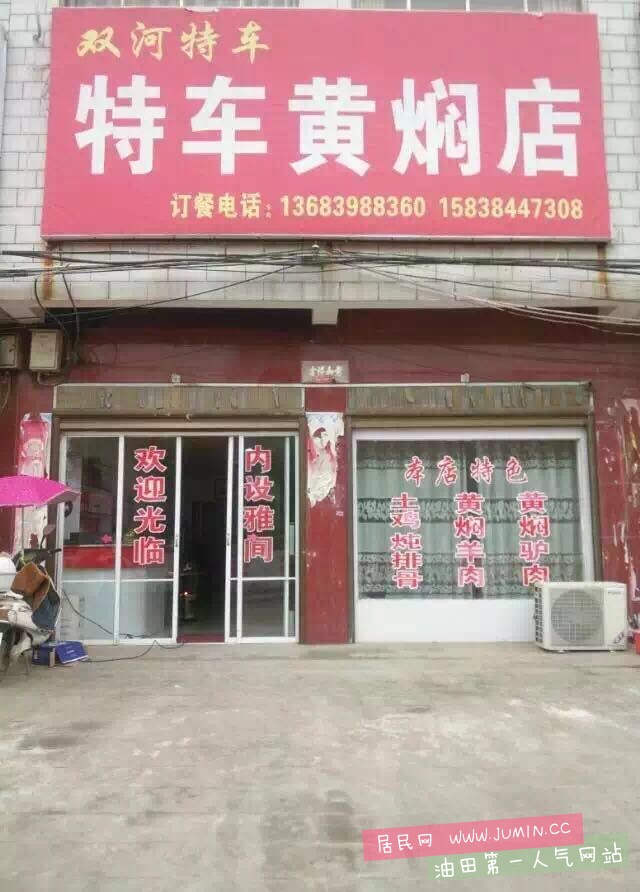 双河特车
特车黄焖店
订餐电话: 13683988360 15838447308
欢迎光临
内设雅间
本店特色
土鸡炖排骨
黄焖羊肉
黄焖驴肉
居民网 WWW.JUMIN.CC
油田第一人气网站